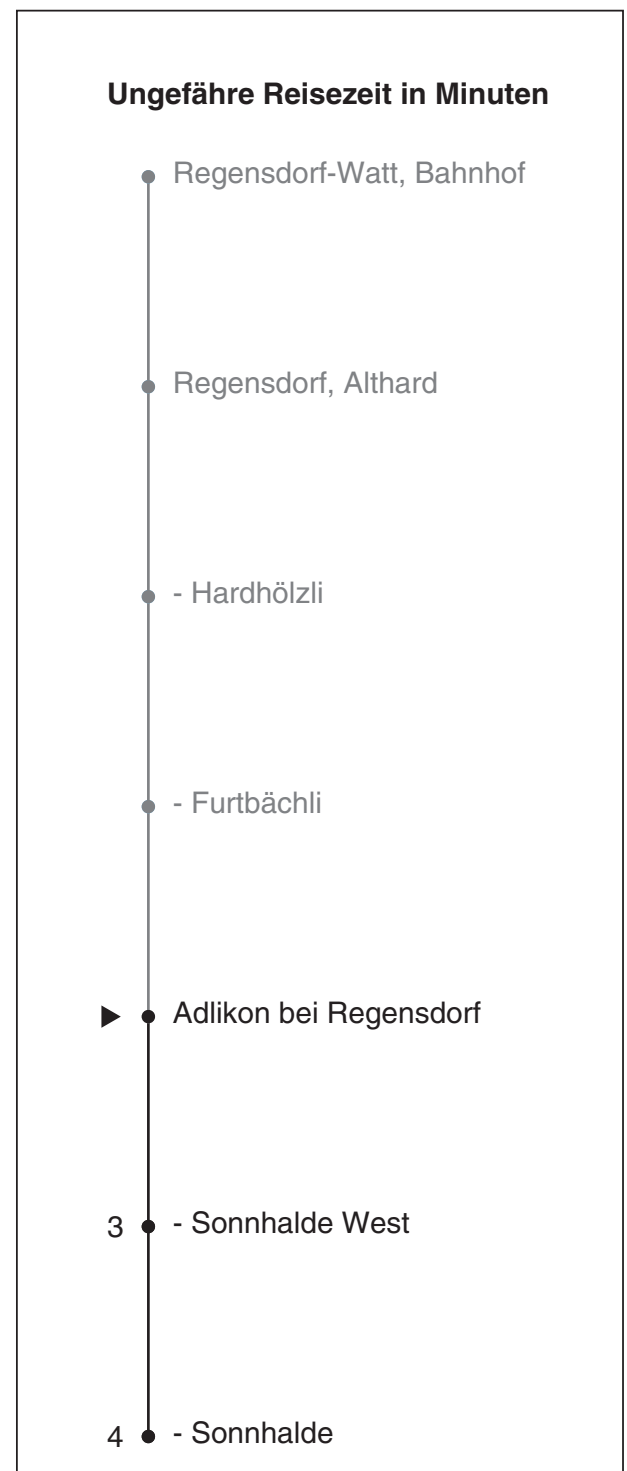 Ungefähre Reisezeit in Minuten
Regensdorf-Watt, Bahnhof
Regensdorf, Althard
- Hardhölzli
- Furtbächli
Adlikon bei Regensdorf
3 - Sonnhalde West
4 - Sonnhalde